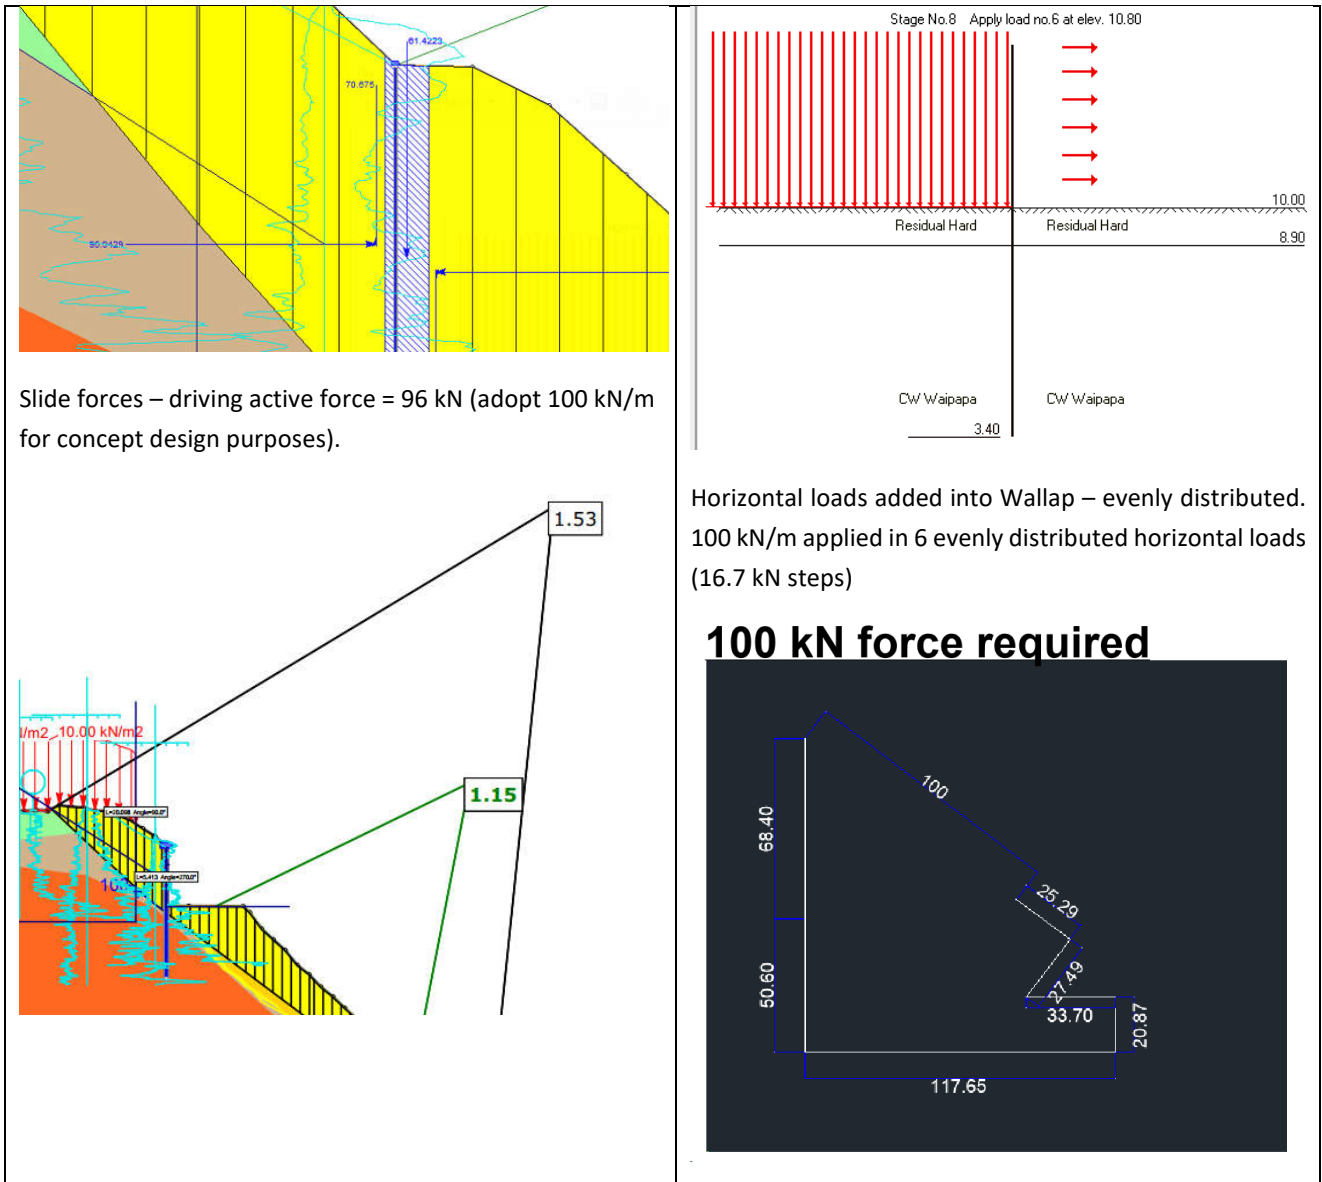 61.4223
70.675
Slide forces – driving active force = 96 kN (adopt 100 kN/m
for concept design purposes).
1.53
10.00 kN/m2
1.15
Stage No.8 Apply load no.6 at elev. 10.80
10.00
Residual Hard Residual Hard
8.90
CW Waipapa CW Waipapa
3.40
Horizontal loads added into Wallap – evenly distributed.
100 kN/m applied in 6 evenly distributed horizontal loads
(16.7 kN steps)
100 kN force required
100
68.40
25.29
27.49
50.60
33.70
20.87
117.65